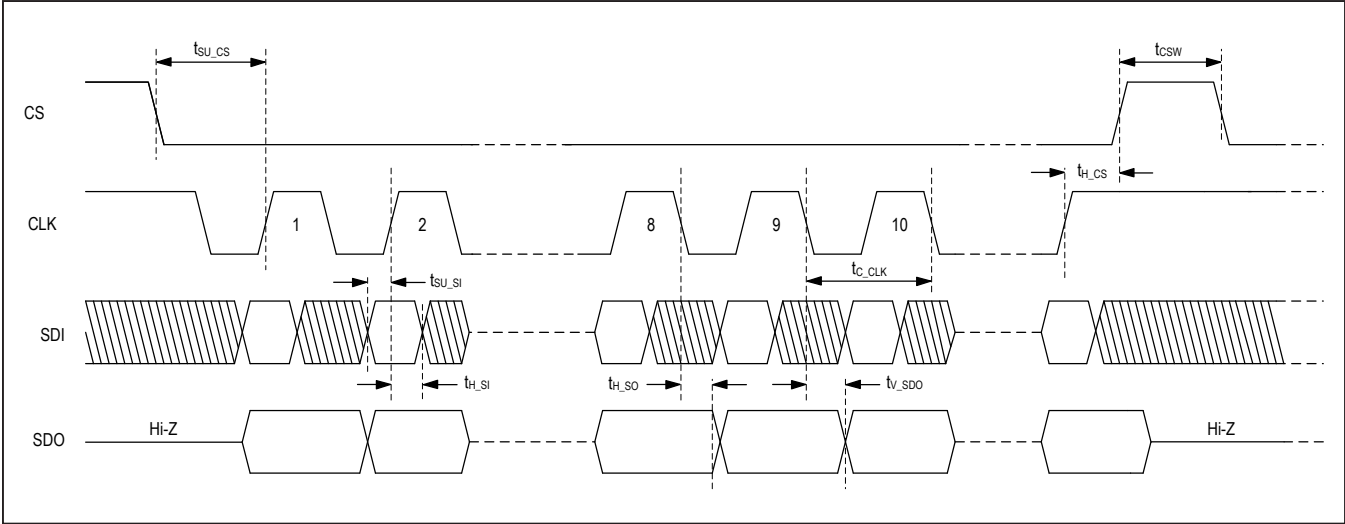 tSU_CS
tCSW
CS
tH_CS
CLK
1
2
8
9
10
tC_CLK
tSU_SI
SDI
tH_SI
tH_SO
tV_SDO
SDO
Hi-Z
Hi-Z